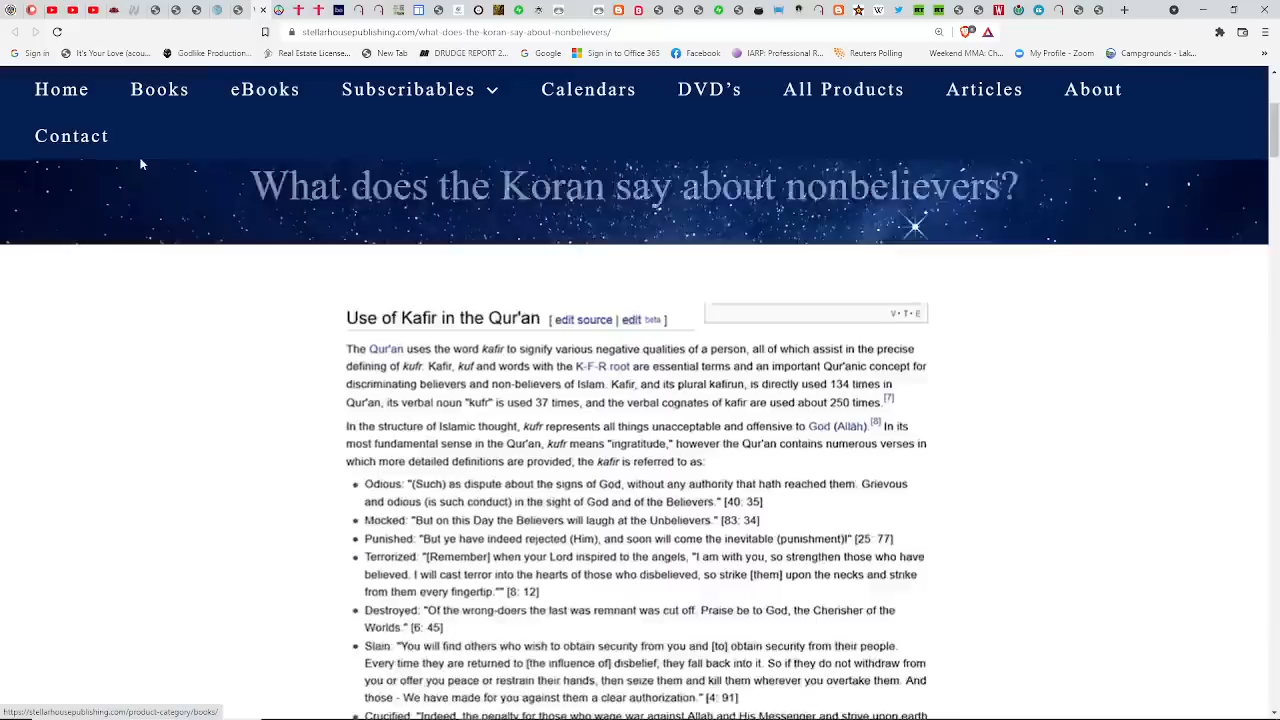 stellarhousepublishing.com/what-does-the-koran-say-about-nonbelievers/
Sign in
It's Your Love (acou...
Godlike Production...
Real Estate License...
New Tab
DRUDGE REPORT 2...
Google
Sign in to Office 365
Facebook
IARP: Professional R...
Reuters Polling
Weekend MMA: Ch...
My Profile - Zoom
Campgrounds - Lak...
Home
Books
eBooks
Subscribables
Calendars
DVD's
All Products
Articles
About
Contact
What does the Koran say about nonbelievers?
Use of Kafir in the Qur'an [ edit source | edit beta ]
V • T • E
The Qur'an uses the word kafir to signify various negative qualities of a person, all of which assist in the precise
defining of kufr. Kafir, kuf and words with the K-F-R root are essential terms and an important Qur'anic concept for
discriminating believers and non-believers of Islam. Kafir, and its plural kafirun, is directly used 134 times in
Qur'an, its verbal noun "kufr" is used 37 times, and the verbal cognates of kafir are used about 250 times.[7]
In the structure of Islamic thought, kufr represents all things unacceptable and offensive to God (Allāh).[8] In its
most fundamental sense in the Qur'an, kufr means "ingratitude," however the Qur'an contains numerous verses in
which more detailed definitions are provided; the kafir is referred to as:
• Odious: "(Such) as dispute about the signs of God, without any authority that hath reached them. Grievous
and odious (is such conduct) in the sight of God and of the Believers." [40: 35]
• Mocked: "But on this Day the Believers will laugh at the Unbelievers." [83: 34]
• Punished: "But ye have indeed rejected (Him), and soon will come the inevitable (punishment)!" [25: 77]
• Terrorized: "[Remember] when your Lord inspired to the angels, "I am with you, so strengthen those who have
believed. I will cast terror into the hearts of those who disbelieved, so strike [them] upon the necks and strike
from them every fingertip."" [8: 12]
• Destroyed: "Of the wrong-doers the last was remnant was cut off. Praise be to God, the Cherisher of the
Worlds." [6: 45]
• Slain: "You will find others who wish to obtain security from you and [to] obtain security from their people.
Every time they are returned to [the influence of] disbelief, they fall back into it. So if they do not withdraw from
you or offer you peace or restrain their hands, then seize them and kill them wherever you overtake them. And
those - We have made for you against them a clear authorization." [4: 91]
• Crucified: "Indeed, the penalty for those who wage war against Allah and His Messenger and strive upon earth
https://stellarhousepublishing.com/product-category/books/